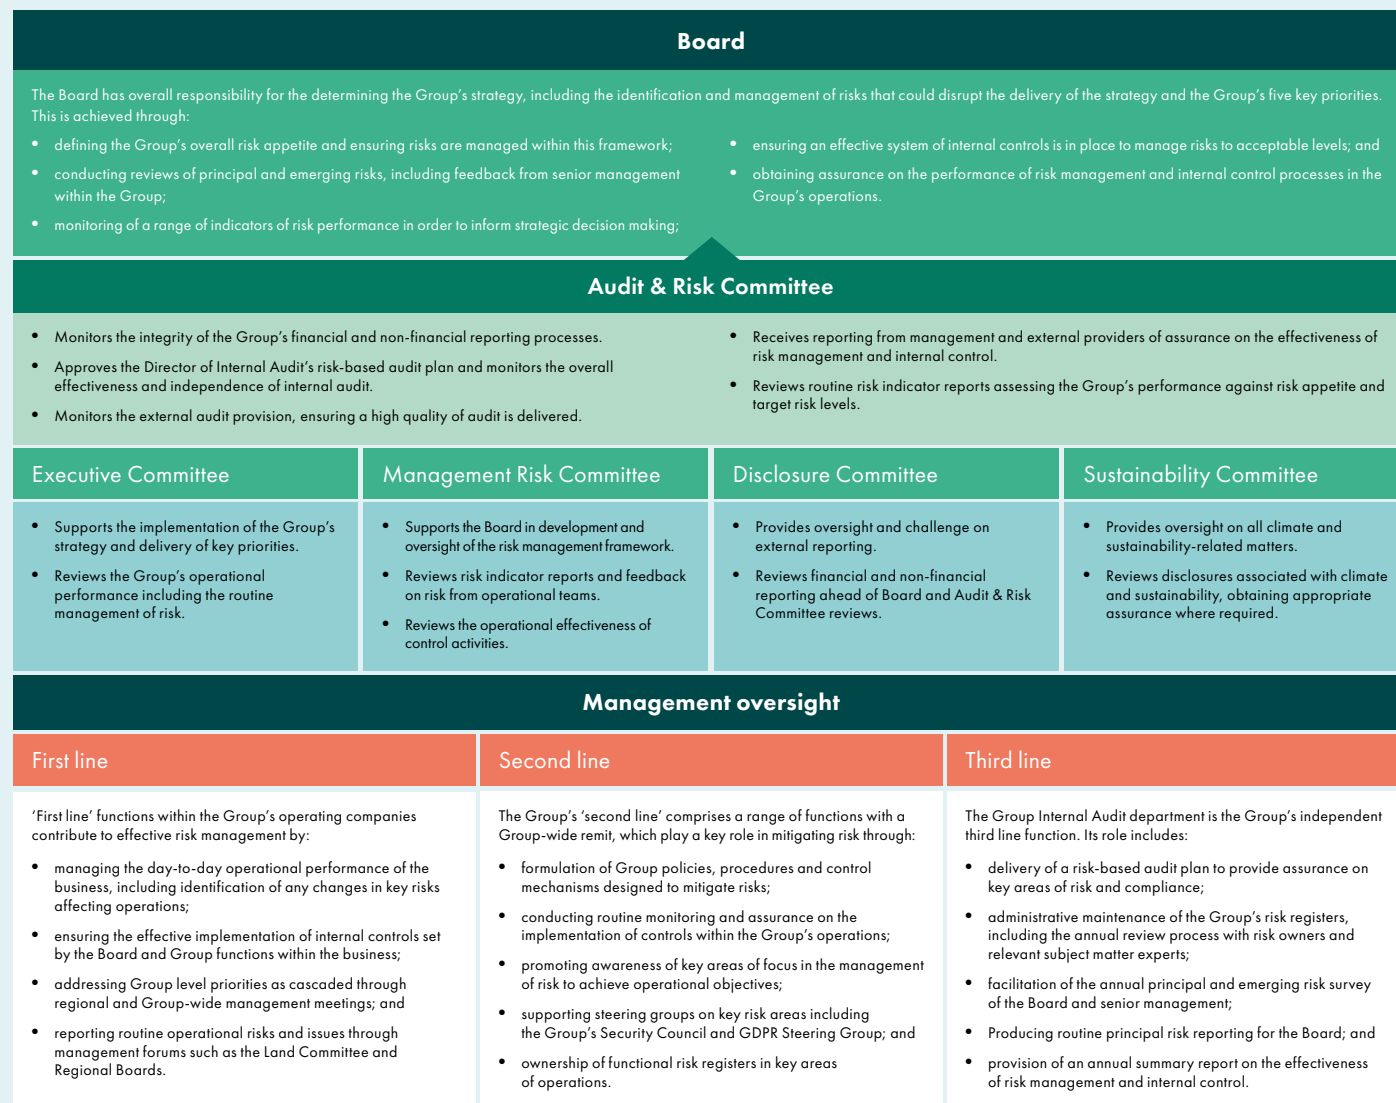 Board
The Board has overall responsibility for the determining the Group's strategy, including the identification and management of risks that could disrupt the delivery of the strategy and the Group's five key priorities.
This is achieved through:
• defining the Group's overall risk appetite and ensuring risks are managed within this framework;
• conducting reviews of principal and emerging risks, including feedback from senior management
within the Group;
• monitoring of a range of indicators of risk performance in order to inform strategic decision making;
• ensuring an effective system of internal controls is in place to manage risks to acceptable levels; and
• obtaining assurance on the performance of risk management and internal control processes in the
Group's operations.
Audit & Risk Committee
• Monitors the integrity of the Group's financial and non-financial reporting processes.
• Approves the Director of Internal Audit's risk-based audit plan and monitors the overall
effectiveness and independence of internal audit.
• Monitors the external audit provision, ensuring a high quality of audit is delivered.
• Receives reporting from management and external providers of assurance on the effectiveness of
risk management and internal control.
• Reviews routine risk indicator reports assessing the Group's performance against risk appetite and
target risk levels.
Executive Committee
• Supports the implementation of the Group's
strategy and delivery of key priorities.
• Reviews the Group's operational
performance including the routine
management of risk.
Management Risk Committee
• Supports the Board in development and
oversight of the risk management framework.
• Reviews risk indicator reports and feedback
on risk from operational teams.
• Reviews the operational effectiveness of
control activities.
Disclosure Committee
• Provides oversight and challenge on
external reporting.
• Reviews financial and non-financial
reporting ahead of Board and Audit & Risk
Committee reviews.
Sustainability Committee
• Provides oversight on all climate and
sustainability-related matters.
• Reviews disclosures associated with climate
and sustainability, obtaining appropriate
assurance where required.
Management oversight
First line
'First line' functions within the Group's operating companies
contribute to effective risk management by:
• managing the day-to-day operational performance of the
business, including identification of any changes in key risks
affecting operations;
• ensuring the effective implementation of internal controls set
by the Board and Group functions within the business;
• addressing Group level priorities as cascaded through
regional and Group-wide management meetings; and
• reporting routine operational risks and issues through
management forums such as the Land Committee and
Regional Boards.
Second line
The Group's 'second line' comprises a range of functions with a
Group-wide remit, which play a key role in mitigating risk through:
• formulation of Group policies, procedures and control
mechanisms designed to mitigate risks;
• conducting routine monitoring and assurance on the
implementation of controls within the Group's operations;
• promoting awareness of key areas of focus in the management
of risk to achieve operational objectives;
• supporting steering groups on key risk areas including
the Group's Security Council and GDPR Steering Group; and
• ownership of functional risk registers in key areas
of operations.
Third line
The Group Internal Audit department is the Group's independent
third line function. Its role includes:
• delivery of a risk-based audit plan to provide assurance on
key areas of risk and compliance;
• administrative maintenance of the Group's risk registers,
including the annual review process with risk owners and
relevant subject matter experts;
• facilitation of the annual principal and emerging risk survey
of the Board and senior management;
• Producing routine principal risk reporting for the Board; and
• provision of an annual summary report on the effectiveness
of risk management and internal control.